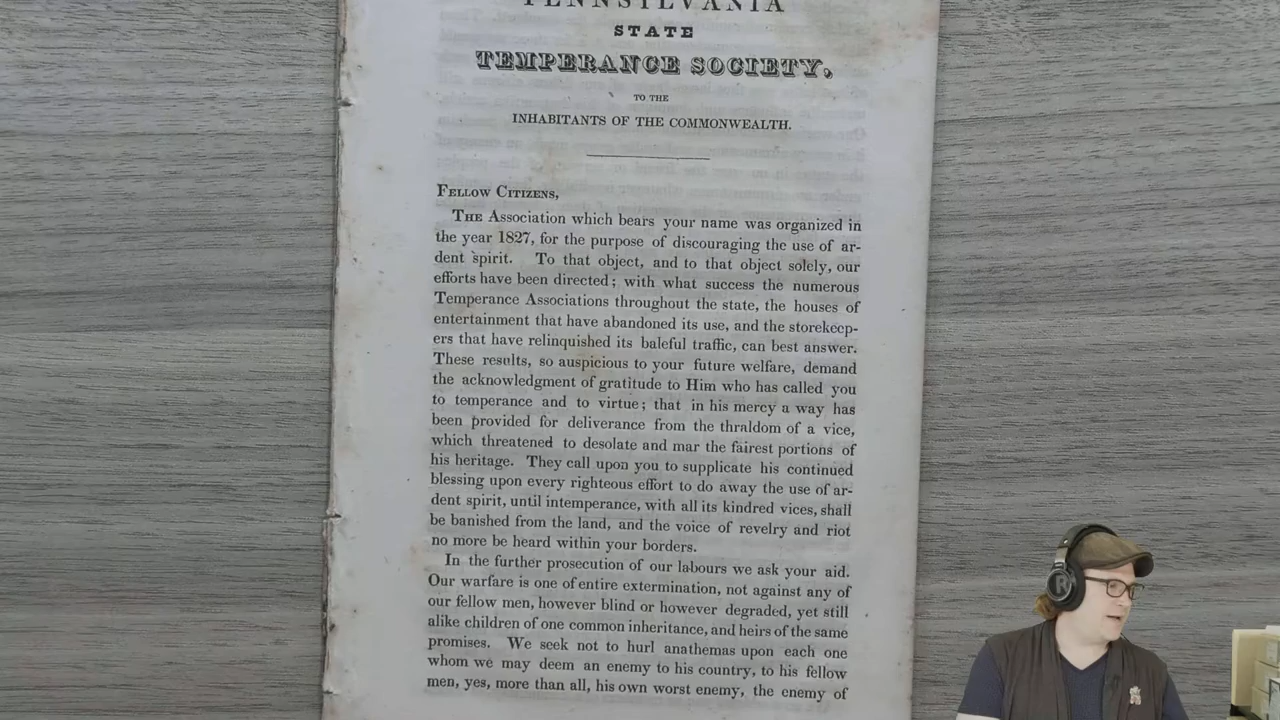 PENNSYLVANIA
STATE
TEMPERANCE SOCIETY,
TO THE
INHABITANTS OF THE COMMONWEALTH.
FELLOW CITIZENS,
THE Association which bears your name was organized in
the year 1827, for the purpose of discouraging the use of ar-
dent spirit. To that object, and to that object solely, our
efforts have been directed; with what success the numerous
Temperance Associations throughout the state, the houses of
entertainment that have abandoned its use, and the storekeep-
ers that have relinquished its baleful traffic, can best answer.
These results, so auspicious to your future welfare, demand
the acknowledgment of gratitude to Him who has called you
to temperance and to virtue; that in his mercy a way has
been provided for deliverance from the thraldom of a vice,
which threatened to desolate and mar the fairest portions of
his heritage. They call upon you to supplicate his continued
blessing upon every righteous effort to do away the use of ar-
dent spirit, until intemperance, with all its kindred vices, shall
be banished from the land, and the voice of revelry and riot
no more be heard within your borders.
In the further prosecution of our labours we ask your aid.
Our warfare is one of entire extermination, not against any of
our fellow men, however blind or however degraded, yet still
alike children of one common inheritance, and heirs of the same
promises. We seek not to hurl anathemas upon each one
whom we may deem an enemy to his country, to his fellow
men, yes, more than all, his own worst enemy, the enemy of